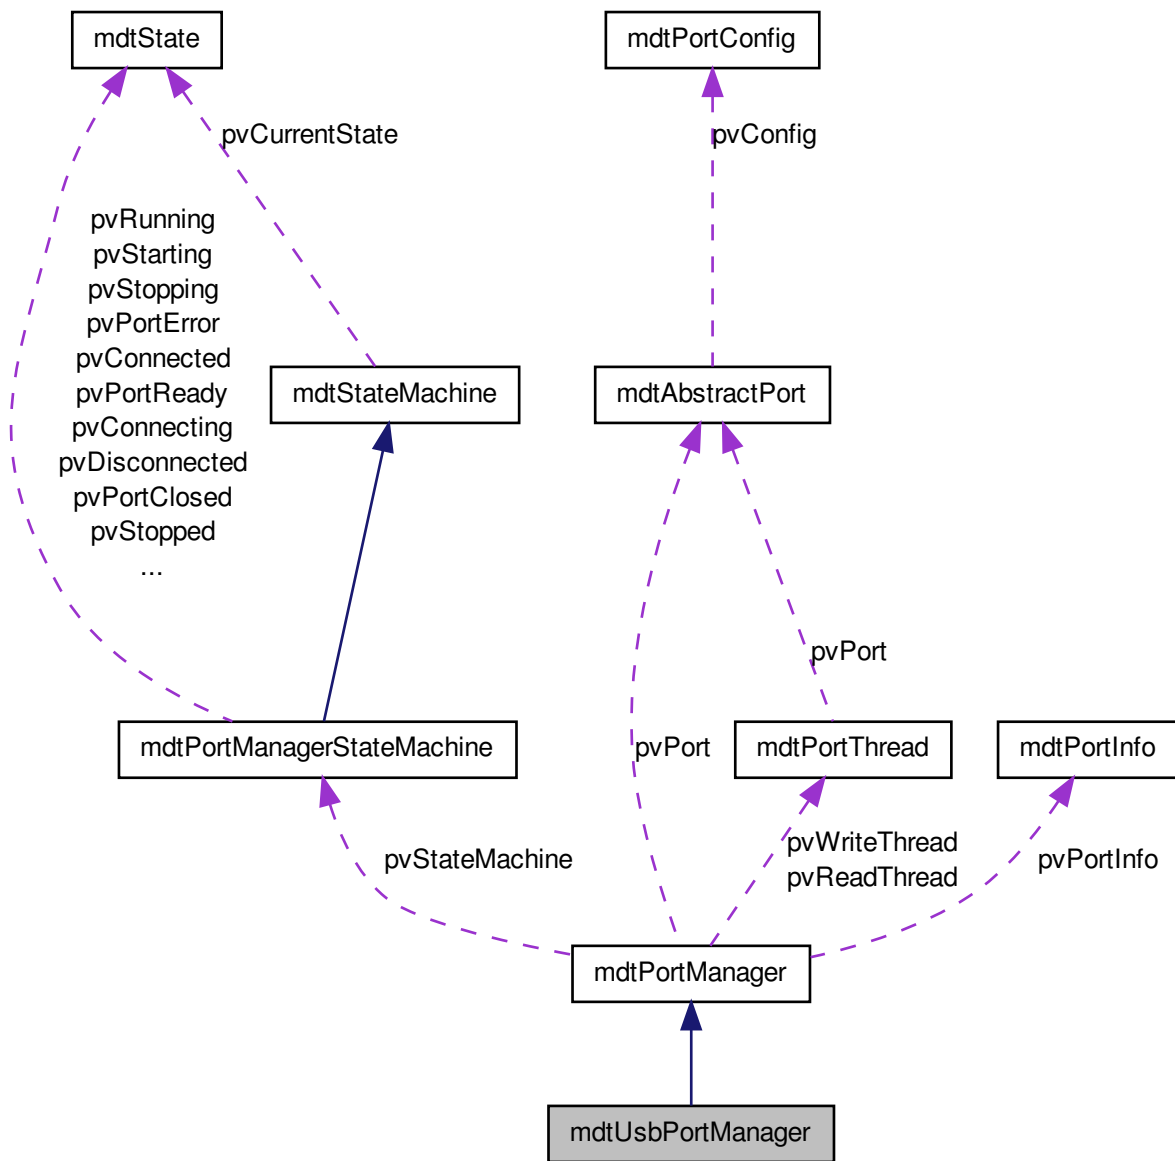 mdtState
mdtPortConfig
pvCurrentState
pvConfig
pvRunning
pvStarting
pvStopping
pvPortError
pvConnected
pvPortReady
pvConnecting
pvDisconnected
pvPortClosed
pvStopped
...
mdtStateMachine
mdtAbstractPort
pvPort
mdtPortManagerStateMachine
pvPort
mdtPortThread
mdtPortInfo
pvStateMachine
pvWriteThread
pvReadThread
pvPortInfo
mdtPortManager
mdtUsbPortManager